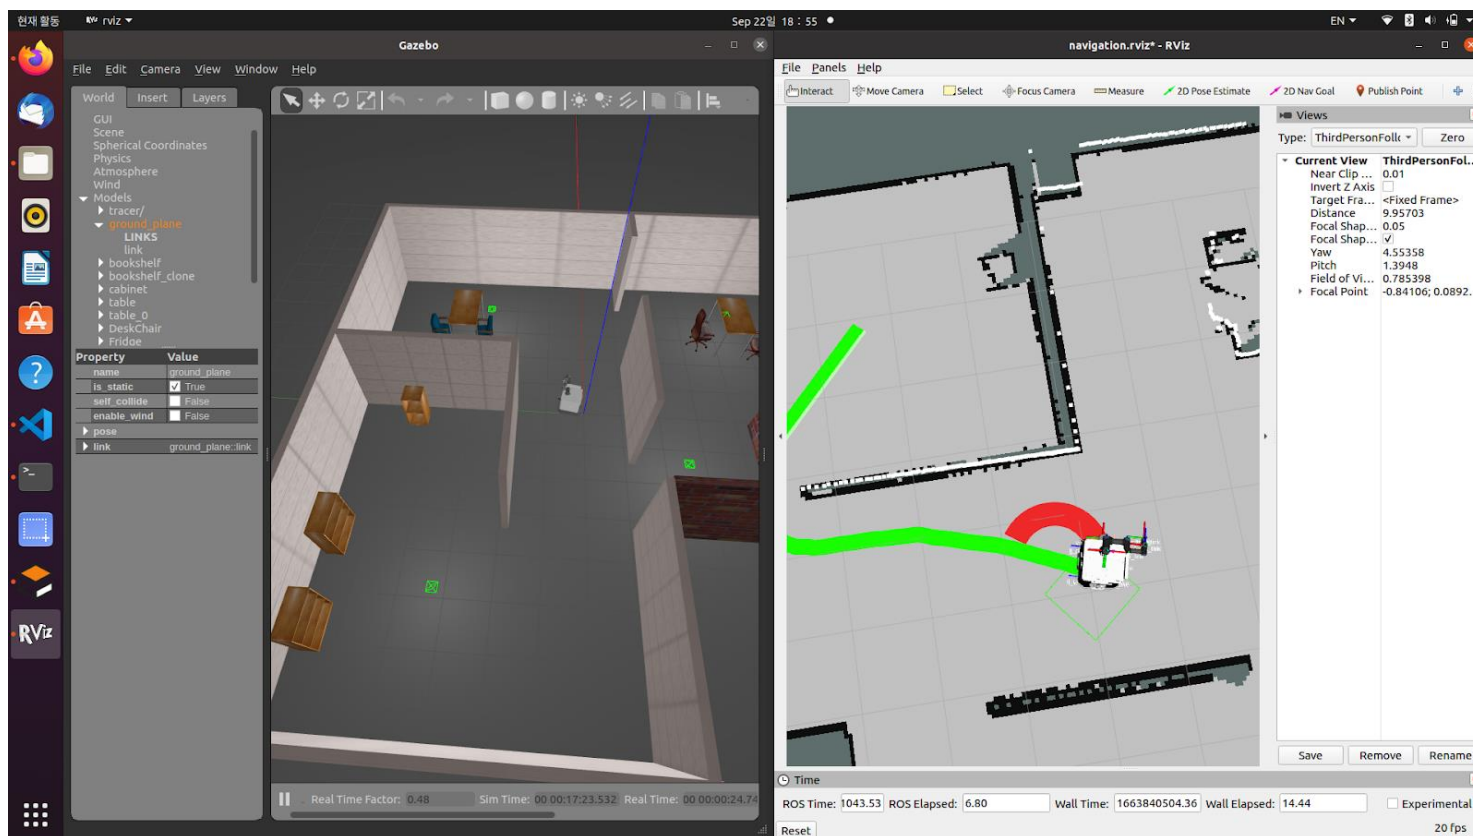 현재 활동 RViz rviz Sep 22일 18 : 55 EN
Gazebo
File Edit Camera View Window Help
World Insert Layers
GUI
Scene
Spherical Coordinates
Physics
Atmosphere
Wind
Models
tracer/
ground_plane
LINKS
link
bookshelf
bookshelf_clone
cabinet
table
table_0
DeskChair
Fridge
Property Value
name ground_plane
is_static True
self_collide False
enable_wind False
pose
link ground_plane::link
Real Time Factor: 0.48 Sim Time: 00 00:17:23.532 Real Time: 00 00:00:24.74
RViz
navigation.rviz* - RViz
File Panels Help
Interact Move Camera Select Focus Camera Measure 2D Pose Estimate 2D Nav Goal Publish Point
Views
Type: ThirdPersonFoll Zero
Current View ThirdPersonFol...
Near Clip ... 0.01
Invert Z Axis
Target Fra... <Fixed Frame>
Distance 9.95703
Focal Shap... 0.05
Focal Shap...
Yaw 4.55358
Pitch 1.3948
Field of Vi... 0.785398
Focal Point -0.84106; 0.0892...
Save Remove Rename
Time
ROS Time: 1043.53 ROS Elapsed: 6.80 Wall Time: 1663840504.36 Wall Elapsed: 14.44 Experimental
Reset 20 fps